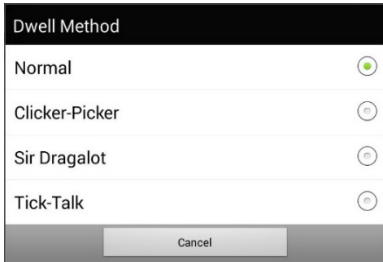 Dwell Method
Normal
Clicker-Picker
Sir Dragalot
Tick-Talk
Cancel